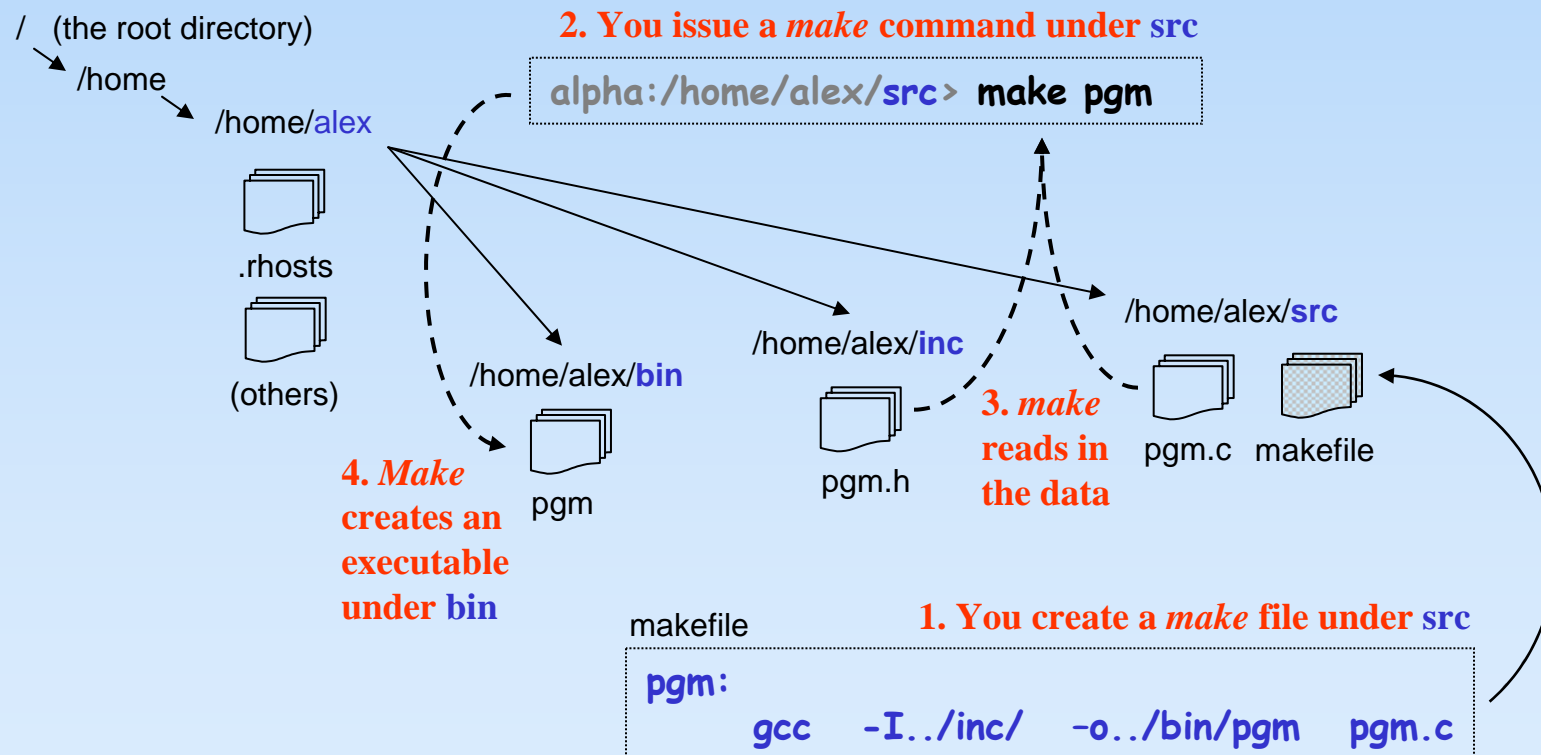 / (the root directory)
/home
/home/alex
.rhosts
(others)
2. You issue a make command under src
alpha:/home/alex/src> make pgm
/home/alex/bin
pgm
/home/alex/inc
pgm.h
/home/alex/src
pgm.c makefile
3. make
reads in
the data
4. Make
creates an
executable
under bin
1. You create a make file under src
makefile
pgm:
gcc -I../inc/ -o../bin/pgm pgm.c